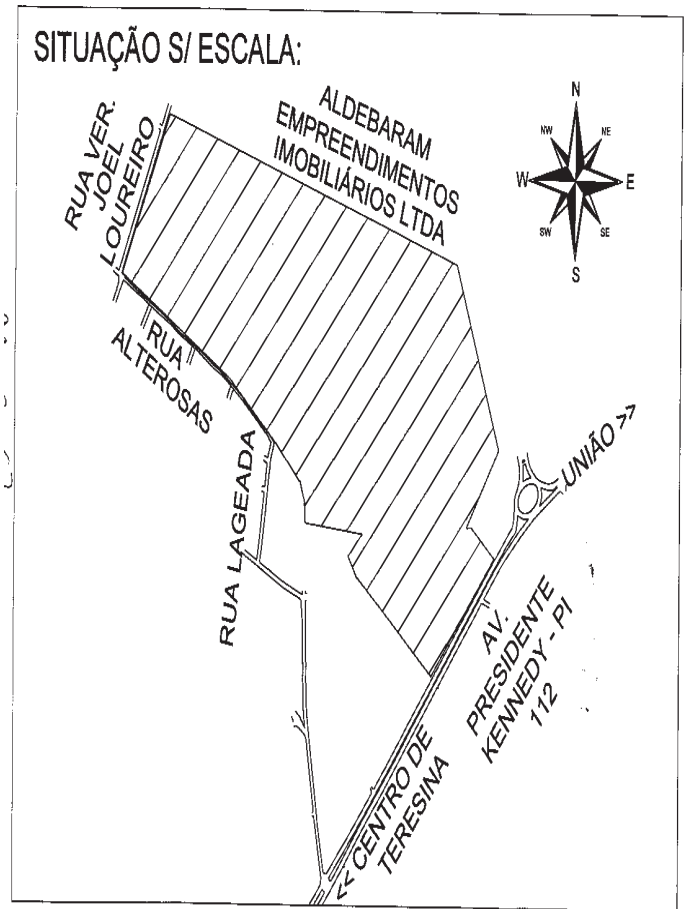 SITUAÇÃO S/ ESCALA:
RUA VER.
JOEL
LOUREIRO
ALDEBARAM
EMPREENDIMENTOS
IMOBILIÁRIOS LTDA
N
NW
NE
W
E
SW
SE
S
RUA
ALTEROSAS
RUA LAGEADA
UNIÃO >>
AV.
PRESIDENTE
KENNEDY - PI
112
<< CENTRO DE
TERESINA